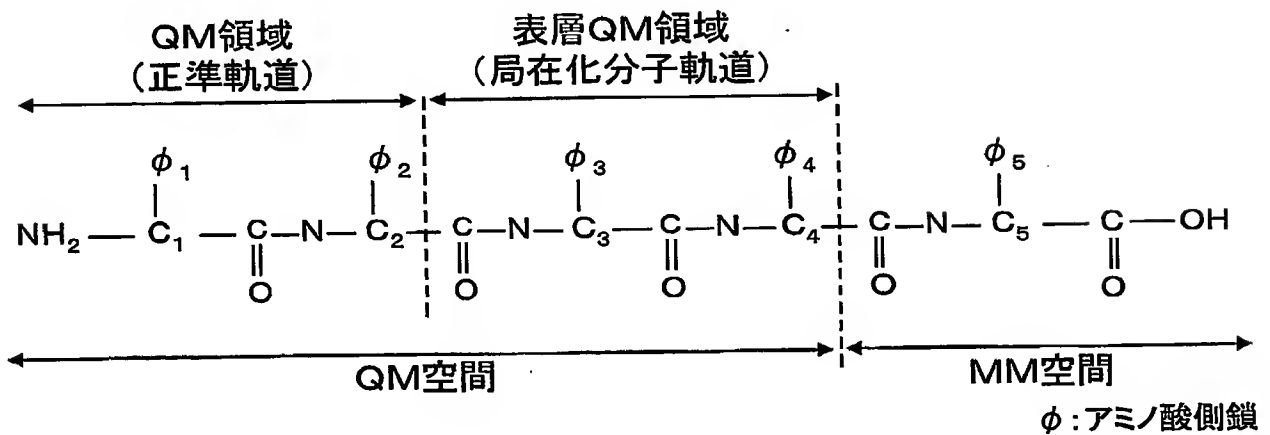 QM領域 表層QM領域
(正準軌道) (局在化分子軌道)
φ1 φ2 φ3 φ4 φ5
NH2 C1 C N C2 C N C3 C N C4 C N C5 C OH
O O O O O
QM空間 MM空間
φ:アミノ酸側鎖